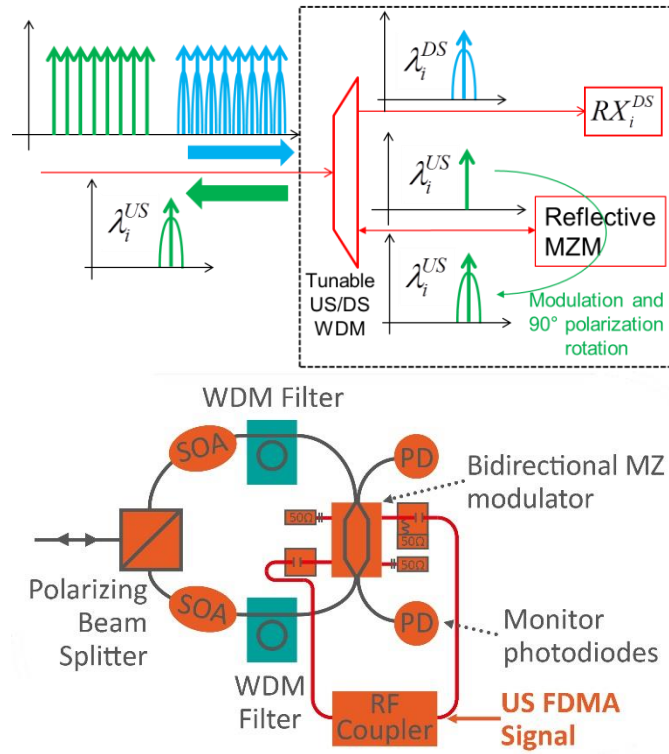 λ_i^DS
RX_i^DS
λ_i^US
λ_i^US
Reflective
MZM
λ_i^US
Tunable
US/DS
WDM
Modulation and
90° polarization
rotation
WDM Filter
SOA
PD
Bidirectional MZ
modulator
50Ω
50Ω
50Ω
Polarizing
Beam
Splitter
SOA
PD
Monitor
photodiodes
WDM
Filter
RF
Coupler
US FDMA
Signal